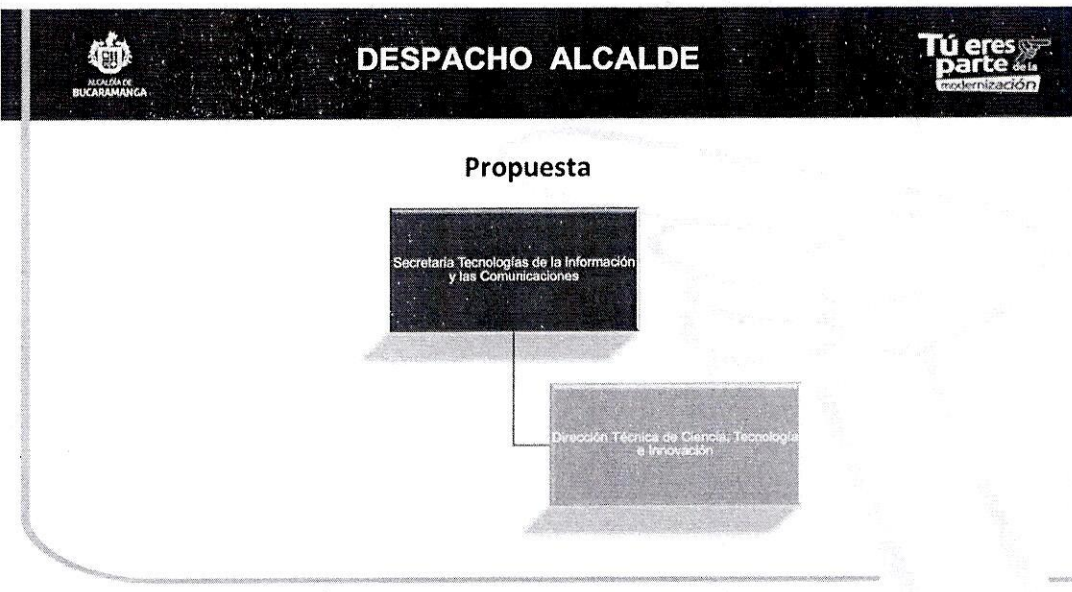 ALCALDÍA DE
BUCARAMANGA
DESPACHO ALCALDE
Tú eres
parte de la
modernización
Propuesta
Secretaria Tecnologías de la Información
y las Comunicaciones
Dirección Técnica de Ciencia, Tecnología
e Innovación